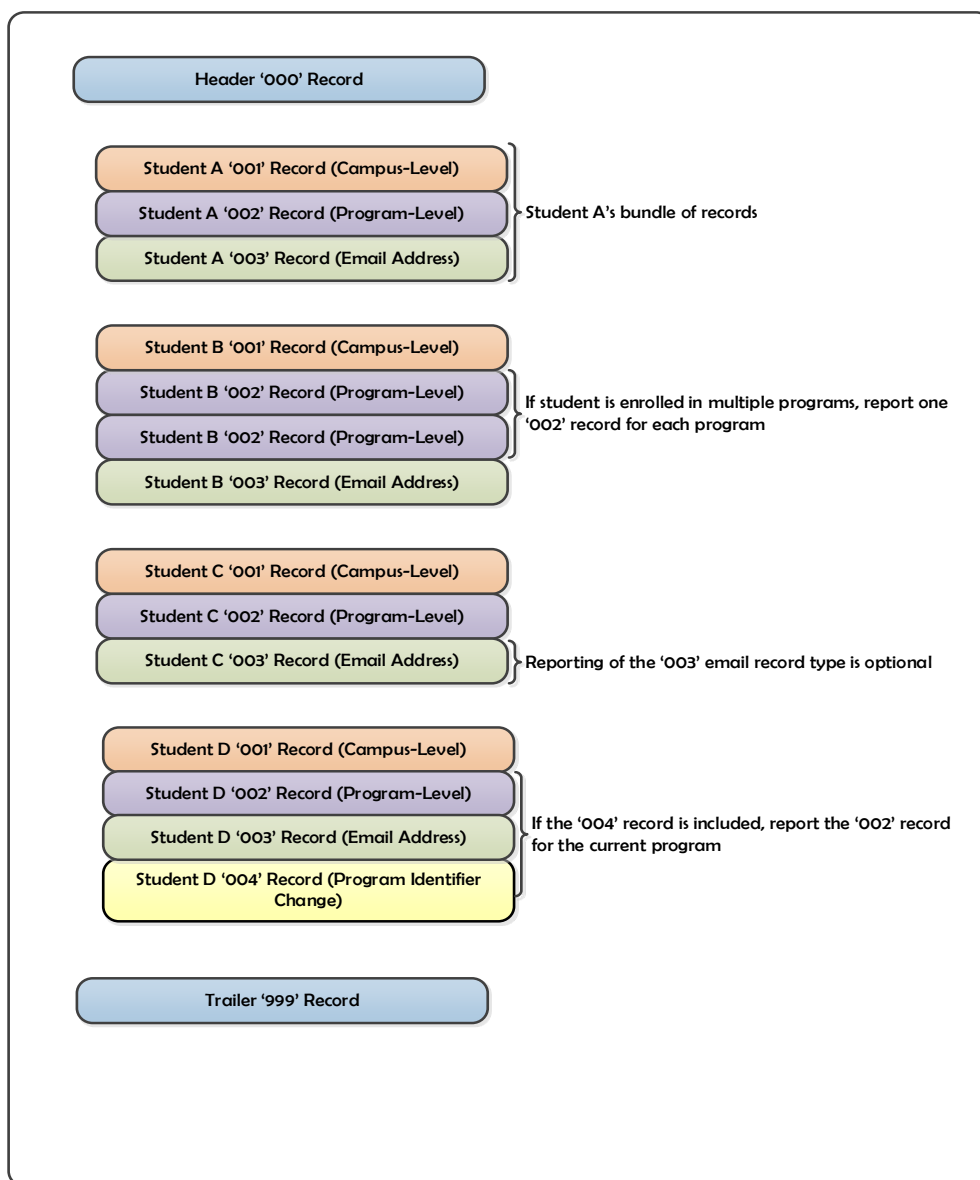 Header ‘000’ Record
Student A ‘001’ Record (Campus-Level)
Student A ‘002’ Record (Program-Level)
Student A ‘003’ Record (Email Address)
Student A’s bundle of records
Student B ‘001’ Record (Campus-Level)
Student B ‘002’ Record (Program-Level)
Student B ‘002’ Record (Program-Level)
Student B ‘003’ Record (Email Address)
If student is enrolled in multiple programs, report one
‘002’ record for each program
Student C ‘001’ Record (Campus-Level)
Student C ‘002’ Record (Program-Level)
Student C ‘003’ Record (Email Address)
Reporting of the ‘003’ email record type is optional
Student D ‘001’ Record (Campus-Level)
Student D ‘002’ Record (Program-Level)
Student D ‘003’ Record (Email Address)
Student D ‘004’ Record (Program Identifier
Change)
If the ‘004’ record is included, report the ‘002’ record
for the current program
Trailer ‘999’ Record